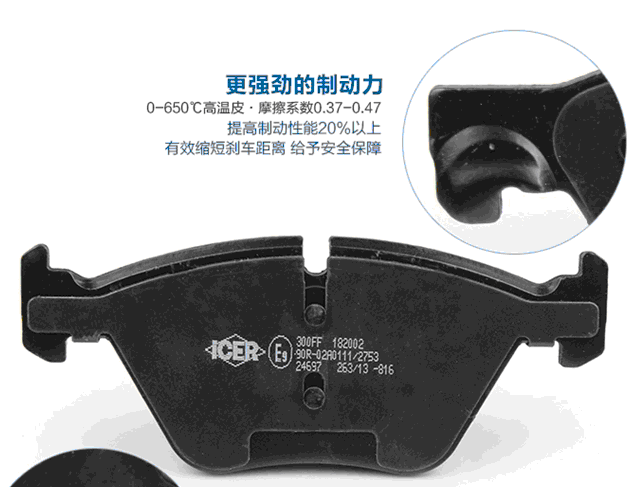 更强劲的制动力
0-650℃高温皮·摩擦系数0.37-0.47
提高制动性能20%以上
有效缩短刹车距离 给予安全保障
ICER E9 300FF 182002
90R-02A0111/2753
24697 263/13 -816